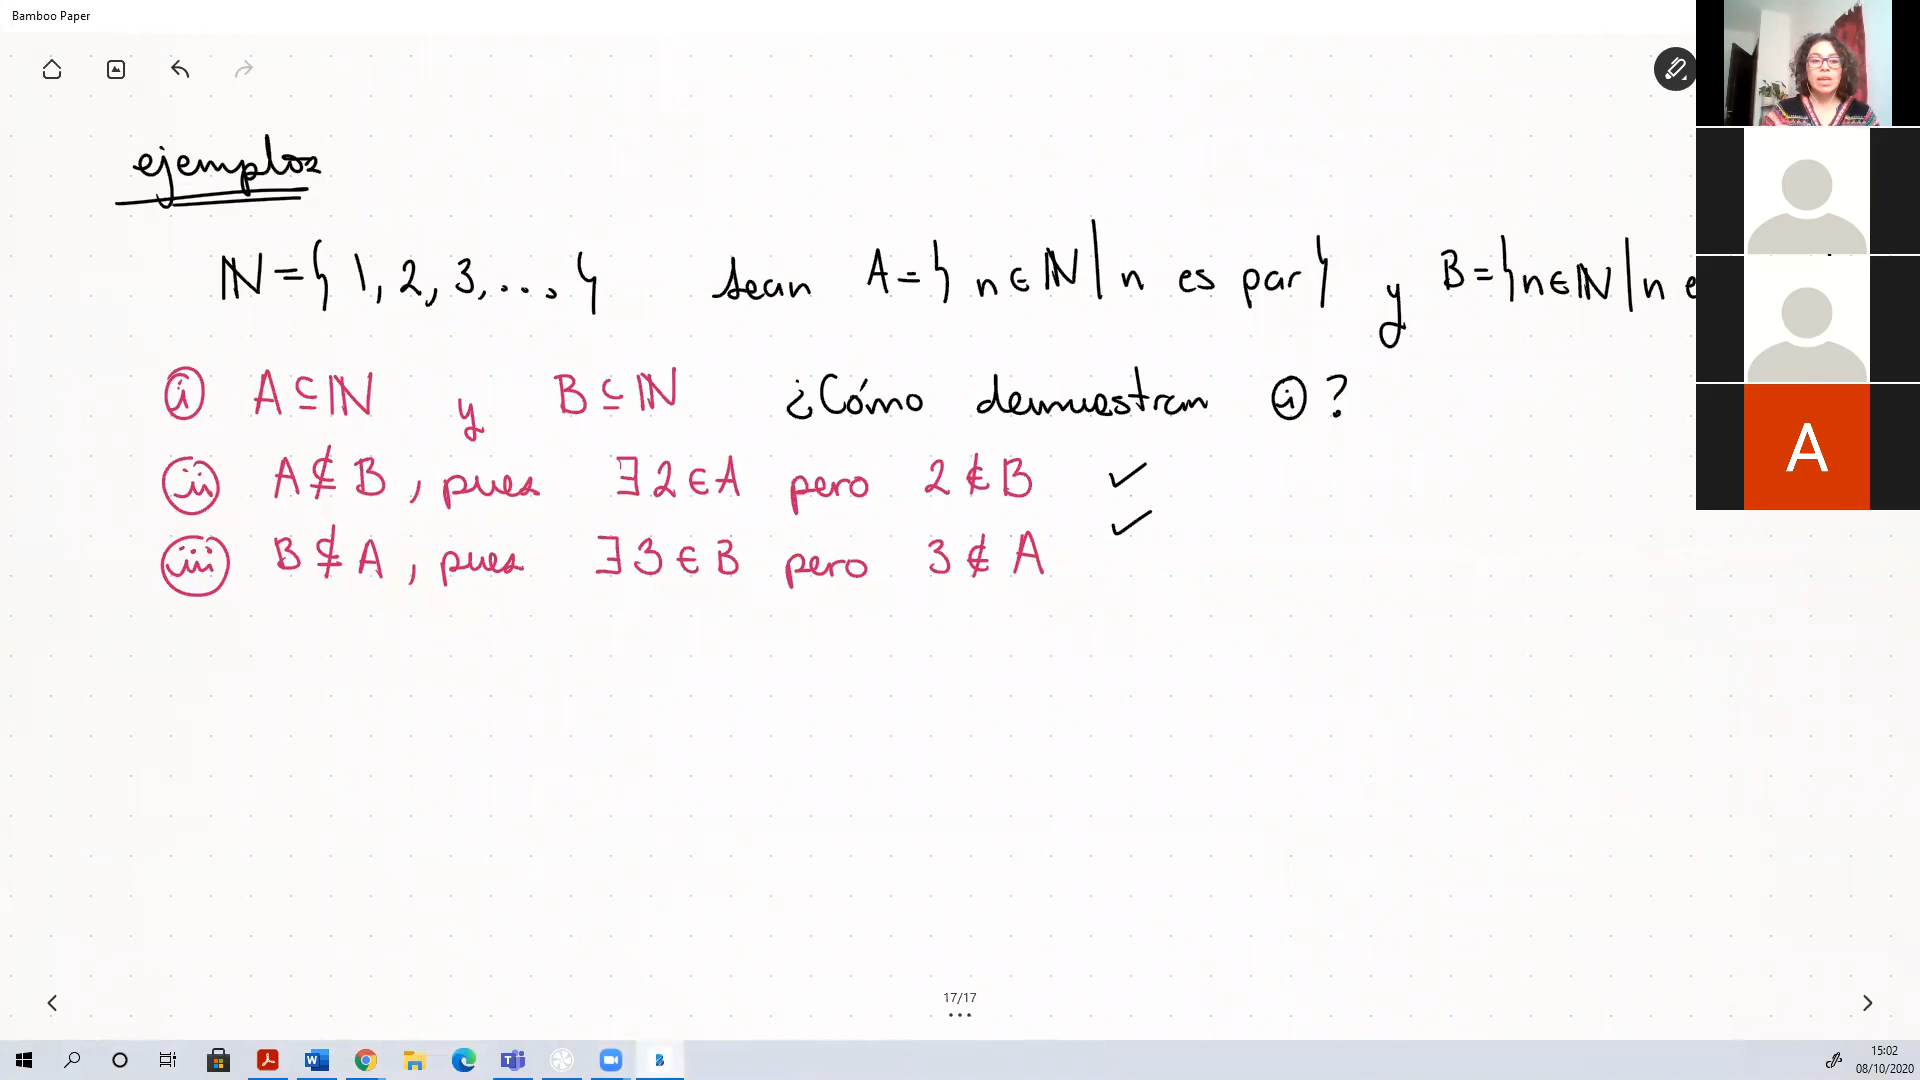 Bamboo Paper
ejemplos
ℕ = { 1, 2, 3, ... } sean A = { n ∈ ℕ | n es par } y B = { n ∈ ℕ | n e
ⓘ A ⊆ ℕ y B ⊆ ℕ ¿Cómo demuestran ⓘ?
ⅱ A ⊈ B, pues ∃ 2 ∈ A pero 2 ∉ B ✓
ⅲ B ⊈ A, pues ∃ 3 ∈ B pero 3 ∉ A ✓
A
17/17
15:02
08/10/2020